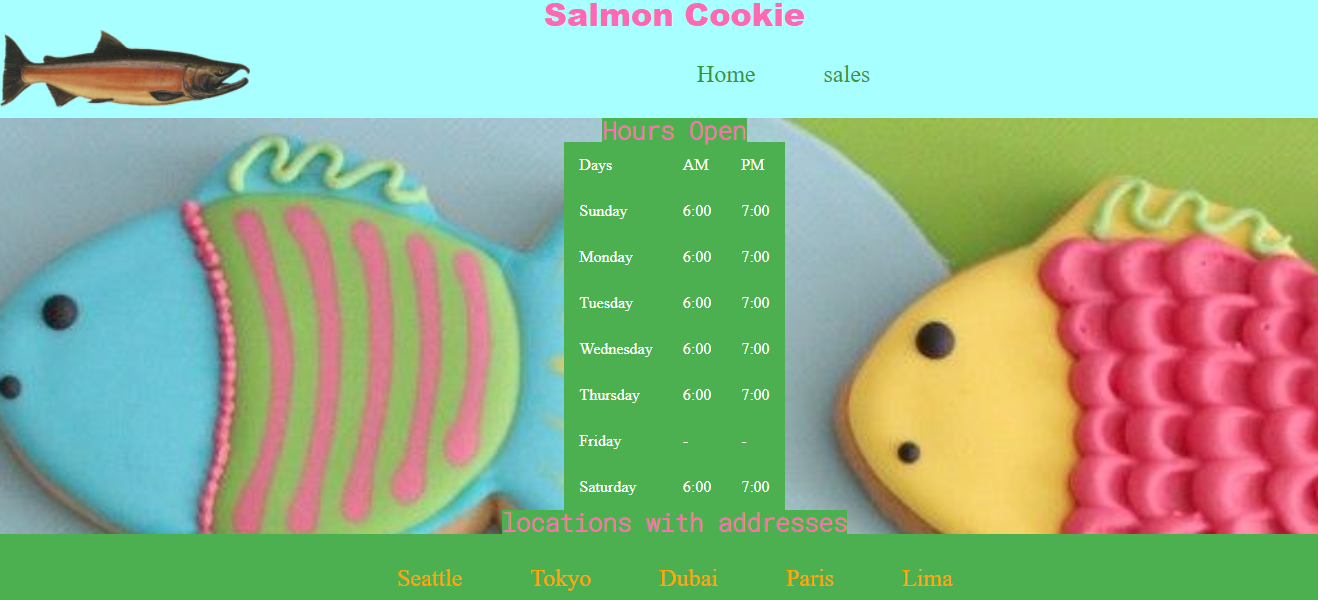 Salmon Cookie
Home sales
Hours Open
Days AM PM
Sunday 6:00 7:00
Monday 6:00 7:00
Tuesday 6:00 7:00
Wednesday 6:00 7:00
Thursday 6:00 7:00
Friday - -
Saturday 6:00 7:00
locations with addresses
Seattle Tokyo Dubai Paris Lima